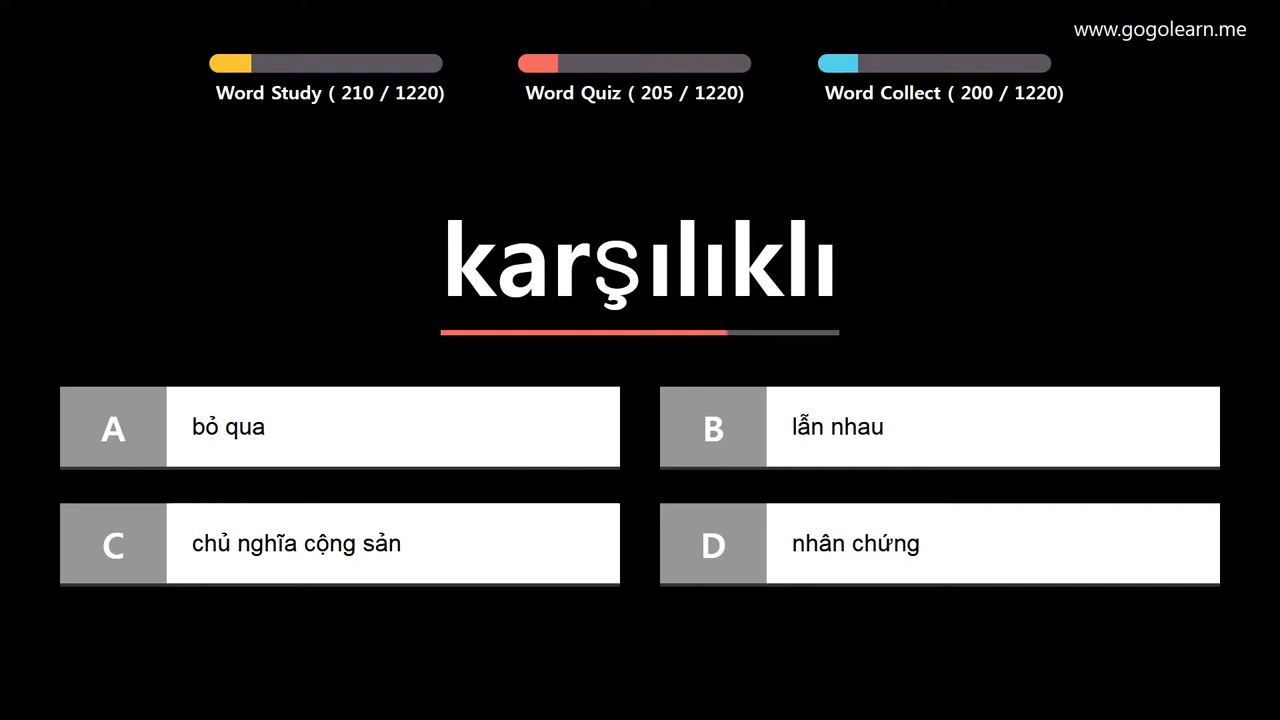 www.gogolearn.me
Word Study ( 210 / 1220)
Word Quiz ( 205 / 1220)
Word Collect ( 200 / 1220)
karşılıklı
A bỏ qua
B lẫn nhau
C chủ nghĩa cộng sản
D nhân chứng